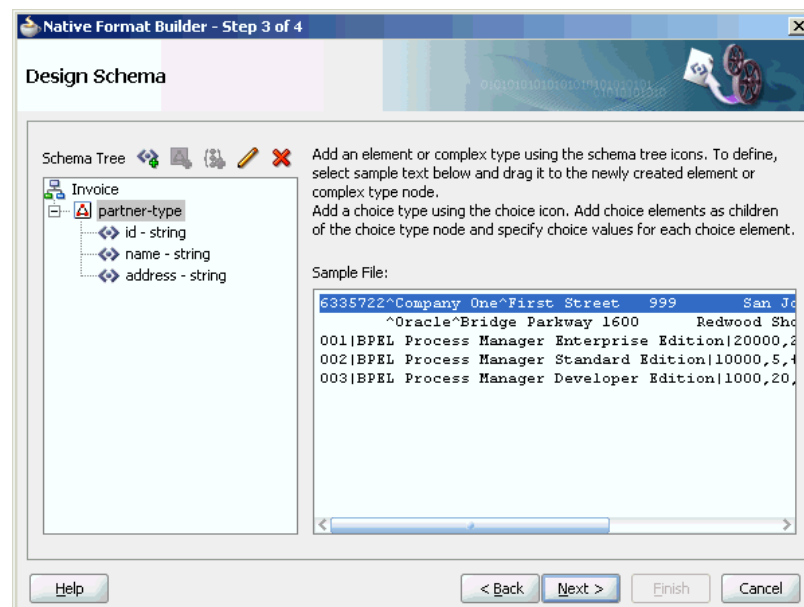 Native Format Builder - Step 3 of 4
Design Schema
Schema Tree
Invoice
partner-type
id - string
name - string
address - string
Add an element or complex type using the schema tree icons. To define,
select sample text below and drag it to the newly created element or
complex type node.
Add a choice type using the choice icon. Add choice elements as children
of the choice type node and specify choice values for each choice element.
Sample File:
6335722^Company One^First Street 999 San Jo
^Oracle^Bridge Parkway 1600 Redwood Sho
001|BPEL Process Manager Enterprise Edition|20000,2
002|BPEL Process Manager Standard Edition|10000,5,+
003|BPEL Process Manager Developer Edition|1000,20,
Help
< Back
Next >
Finish
Cancel